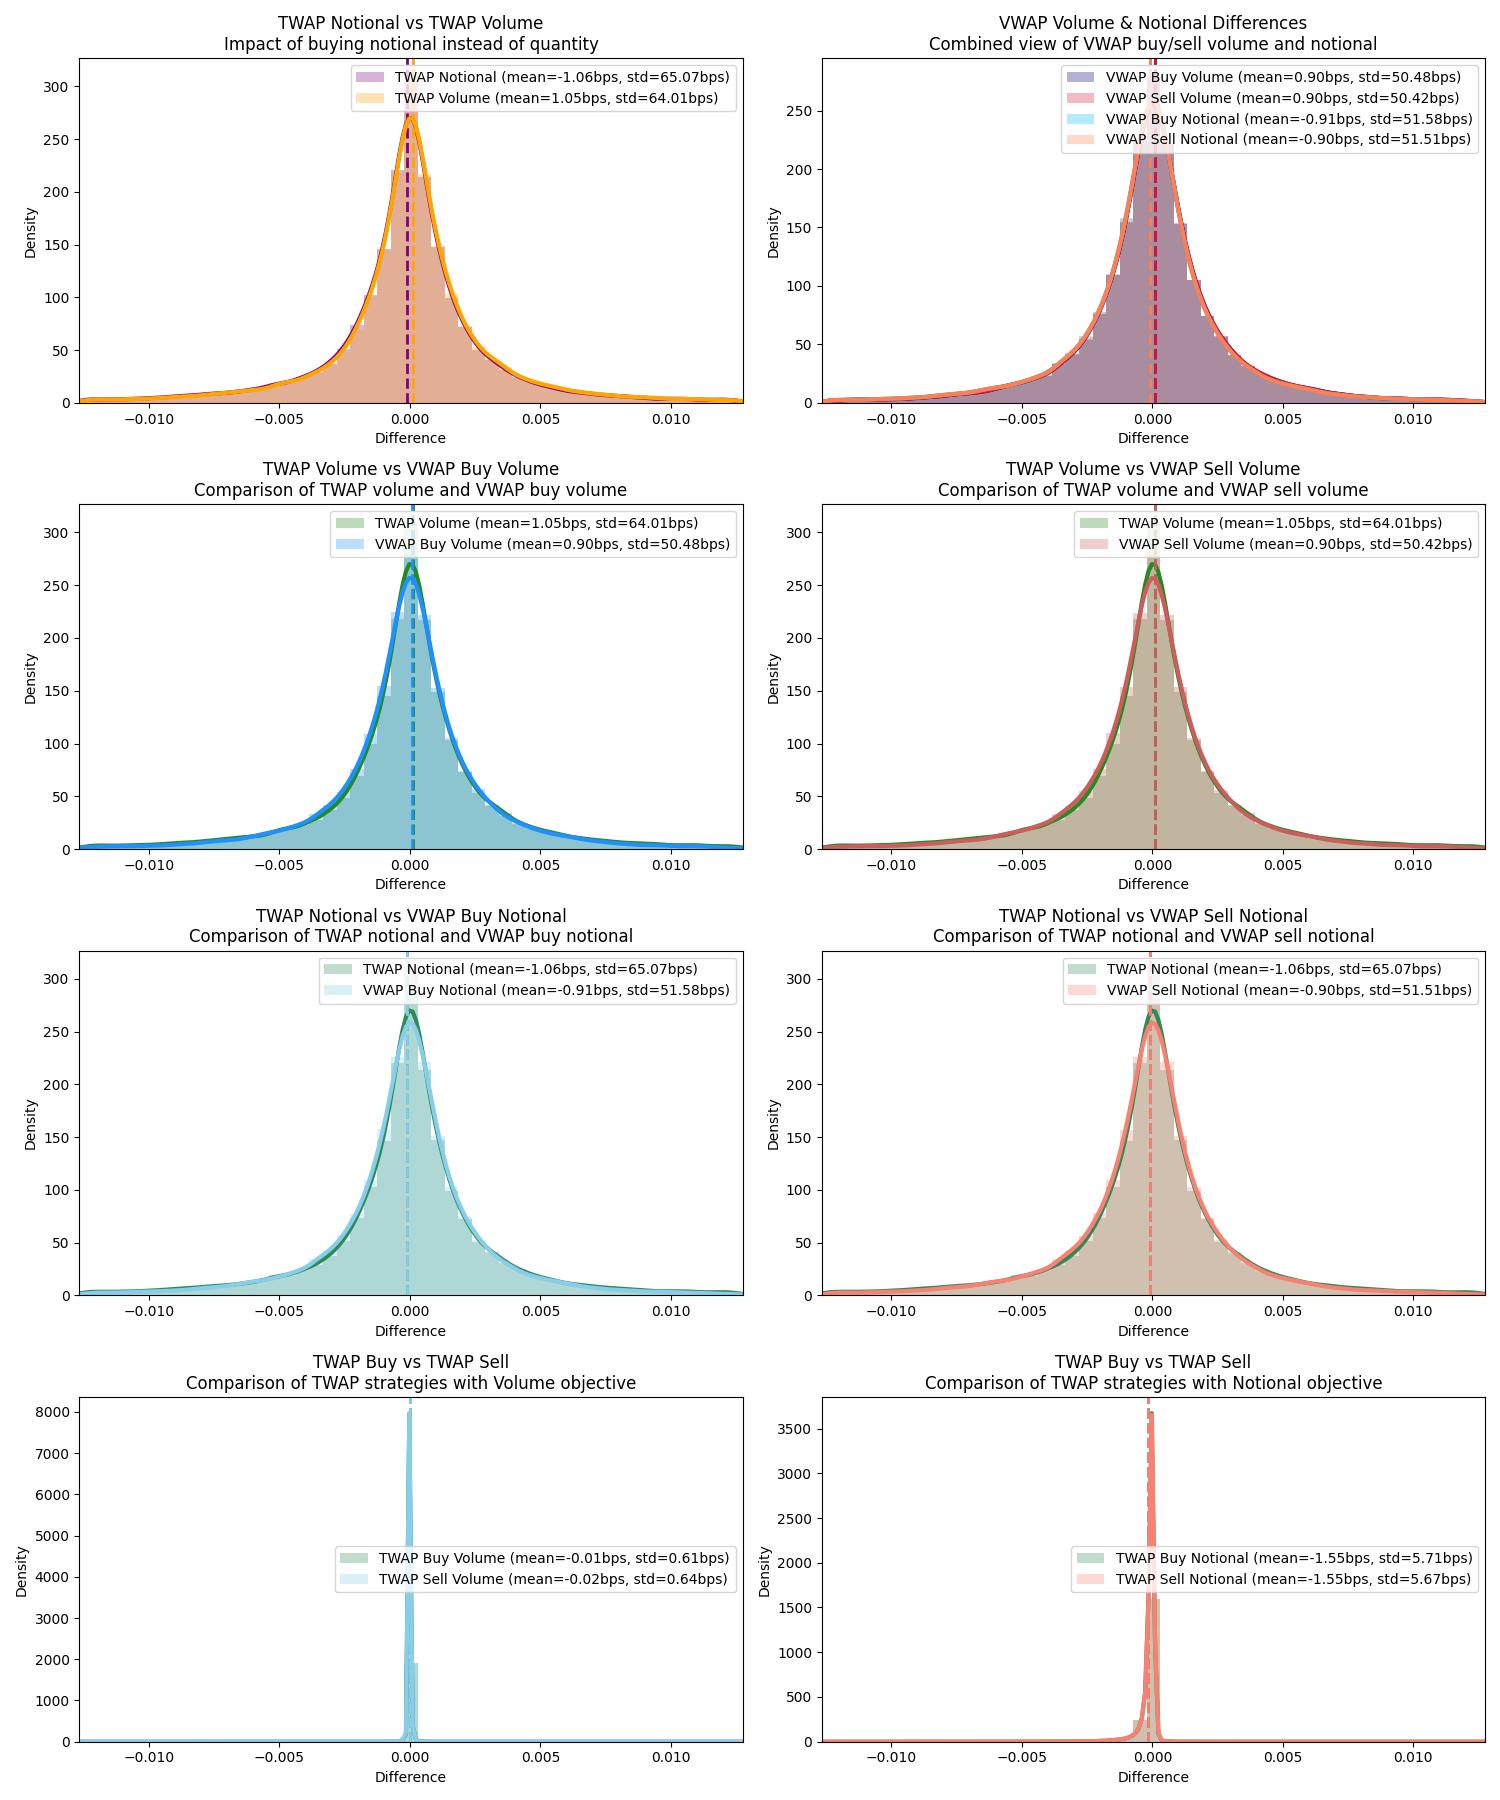 TWAP Notional vs TWAP Volume
Impact of buying notional instead of quantity
TWAP Notional (mean=-1.06bps, std=65.07bps)
TWAP Volume (mean=1.05bps, std=64.01bps)
300
250
200
150
100
50
0
Density
−0.010
−0.005
0.000
0.005
0.010
Difference
VWAP Volume & Notional Differences
Combined view of VWAP buy/sell volume and notional
VWAP Buy Volume (mean=0.90bps, std=50.48bps)
VWAP Sell Volume (mean=0.90bps, std=50.42bps)
VWAP Buy Notional (mean=-0.91bps, std=51.58bps)
VWAP Sell Notional (mean=-0.90bps, std=51.51bps)
250
200
150
100
50
0
Density
−0.010
−0.005
0.000
0.005
0.010
Difference
TWAP Volume vs VWAP Buy Volume
Comparison of TWAP volume and VWAP buy volume
TWAP Volume (mean=1.05bps, std=64.01bps)
VWAP Buy Volume (mean=0.90bps, std=50.48bps)
300
250
200
150
100
50
0
Density
−0.010
−0.005
0.000
0.005
0.010
Difference
TWAP Volume vs VWAP Sell Volume
Comparison of TWAP volume and VWAP sell volume
TWAP Volume (mean=1.05bps, std=64.01bps)
VWAP Sell Volume (mean=0.90bps, std=50.42bps)
300
250
200
150
100
50
0
Density
−0.010
−0.005
0.000
0.005
0.010
Difference
TWAP Notional vs VWAP Buy Notional
Comparison of TWAP notional and VWAP buy notional
TWAP Notional (mean=-1.06bps, std=65.07bps)
VWAP Buy Notional (mean=-0.91bps, std=51.58bps)
300
250
200
150
100
50
0
Density
−0.010
−0.005
0.000
0.005
0.010
Difference
TWAP Notional vs VWAP Sell Notional
Comparison of TWAP notional and VWAP sell notional
TWAP Notional (mean=-1.06bps, std=65.07bps)
VWAP Sell Notional (mean=-0.90bps, std=51.51bps)
300
250
200
150
100
50
0
Density
−0.010
−0.005
0.000
0.005
0.010
Difference
TWAP Buy vs TWAP Sell
Comparison of TWAP strategies with Volume objective
TWAP Buy Volume (mean=-0.01bps, std=0.61bps)
TWAP Sell Volume (mean=-0.02bps, std=0.64bps)
8000
7000
6000
5000
4000
3000
2000
1000
0
Density
−0.010
−0.005
0.000
0.005
0.010
Difference
TWAP Buy vs TWAP Sell
Comparison of TWAP strategies with Notional objective
TWAP Buy Notional (mean=-1.55bps, std=5.71bps)
TWAP Sell Notional (mean=-1.55bps, std=5.67bps)
3500
3000
2500
2000
1500
1000
500
0
Density
−0.010
−0.005
0.000
0.005
0.010
Difference